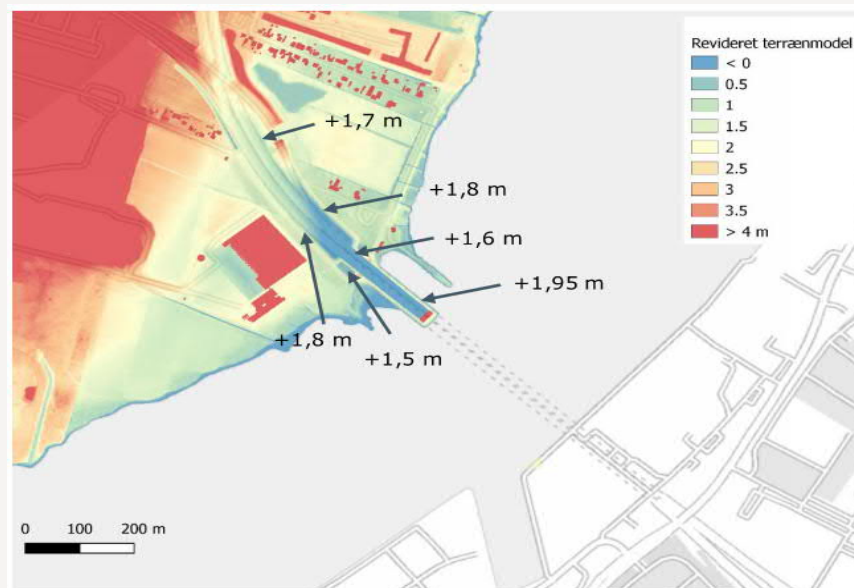 Revideret terrænmodel
< 0
0.5
1
1.5
2
2.5
3
3.5
> 4 m
+1,7 m
+1,8 m
+1,6 m
+1,95 m
+1,8 m
+1,5 m
0 100 200 m